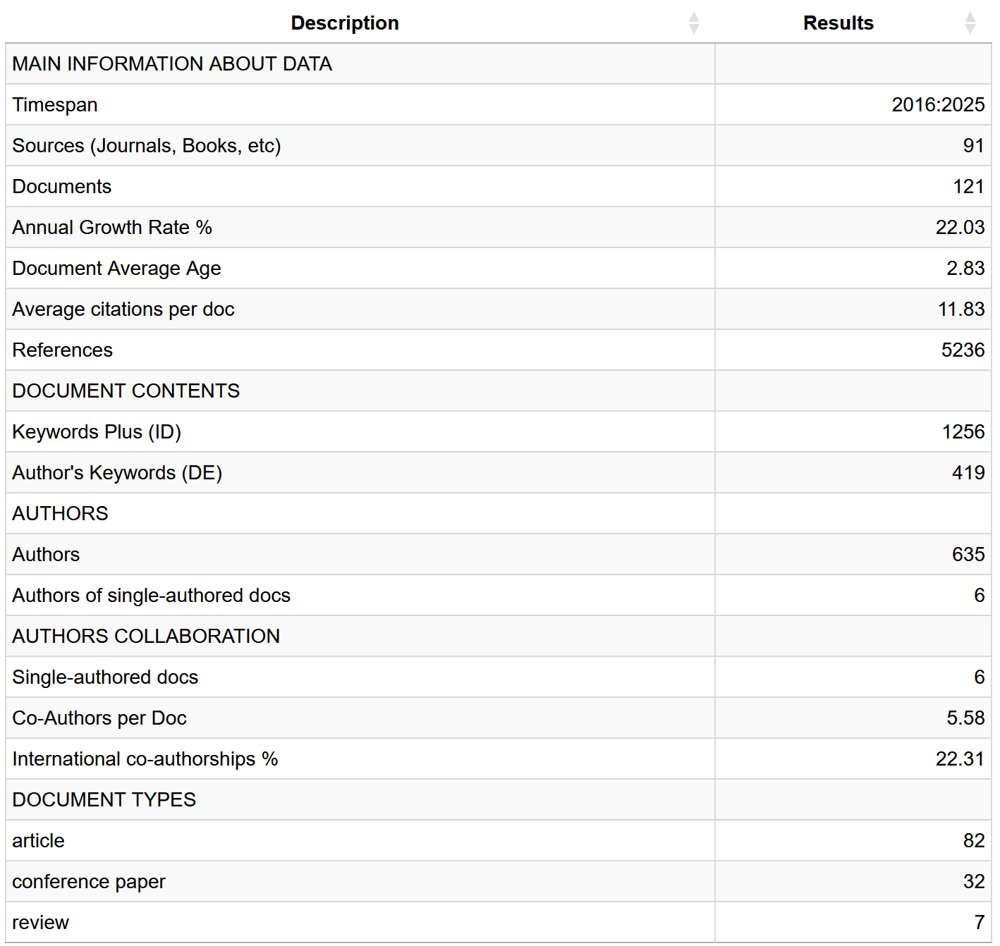 Description Results
MAIN INFORMATION ABOUT DATA
Timespan 2016:2025
Sources (Journals, Books, etc) 91
Documents 121
Annual Growth Rate % 22.03
Document Average Age 2.83
Average citations per doc 11.83
References 5236
DOCUMENT CONTENTS
Keywords Plus (ID) 1256
Author's Keywords (DE) 419
AUTHORS
Authors 635
Authors of single-authored docs 6
AUTHORS COLLABORATION
Single-authored docs 6
Co-Authors per Doc 5.58
International co-authorships % 22.31
DOCUMENT TYPES
article 82
conference paper 32
review 7